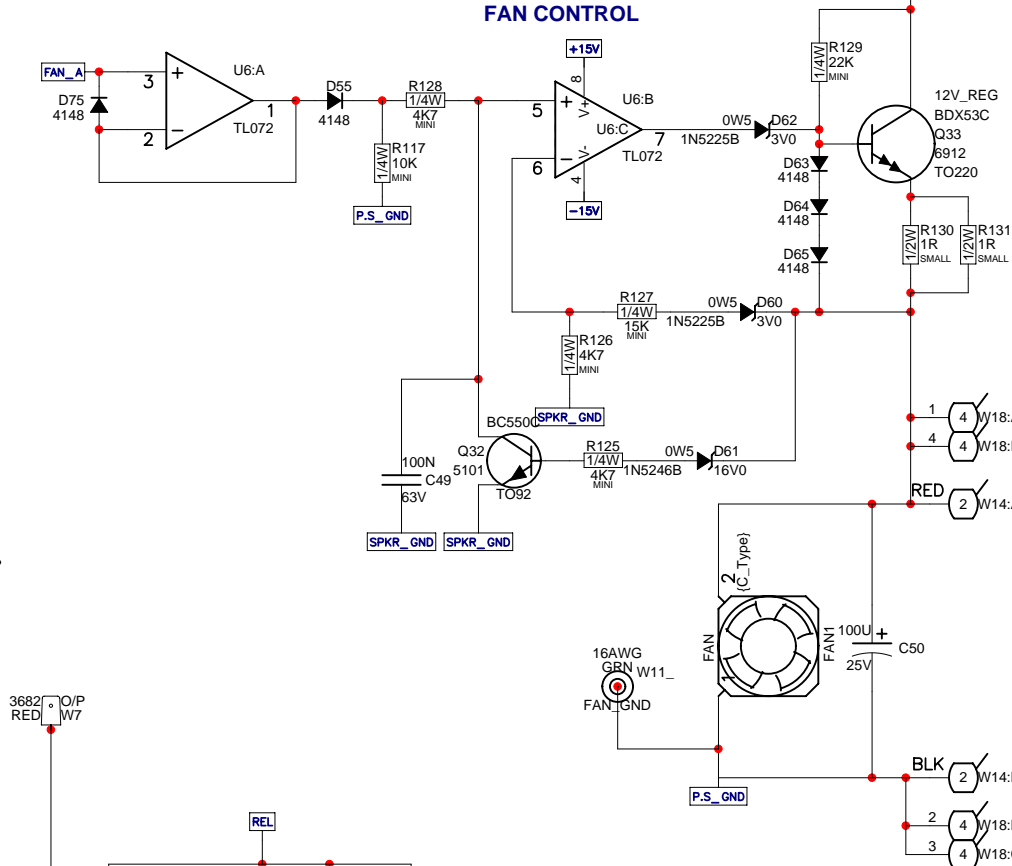 FAN CONTROL
FAN_A
3
+
2
−
1
U6:A
TL072
D75
4148
D55
4148
R128
1/4W
4K7
MINI
R117
1/4W
10K
MINI
P.S_GND
+15V
8
V+
5
+
6
−
7
U6:B
U6:C
TL072
V-
4
-15V
0W5
D62
1N5225B
3V0
R129
1/4W
22K
MINI
D63
4148
D64
4148
D65
4148
12V_REG
BDX53C
Q33
6912
TO220
R130
1/2W
1R
SMALL
R131
1/2W
1R
SMALL
R127
1/4W
15K
MINI
0W5
D60
1N5225B
3V0
R126
1/4W
4K7
MINI
SPKR_GND
BC550C
Q32
5101
TO92
R125
1/4W
4K7
MINI
0W5
D61
1N5246B
16V0
100N
C49
63V
SPKR_GND
SPKR_GND
1
4
W18:
4
4
W18:
RED
2
W14:
2
{C_Type}
FAN
FAN1
1
100U
+
C50
25V
16AWG
GRN
W11_
FAN_GND
P.S_GND
BLK
2
W14:
2
4
W18:
3
4
W18:
3682
O/P
RED
W7
REL